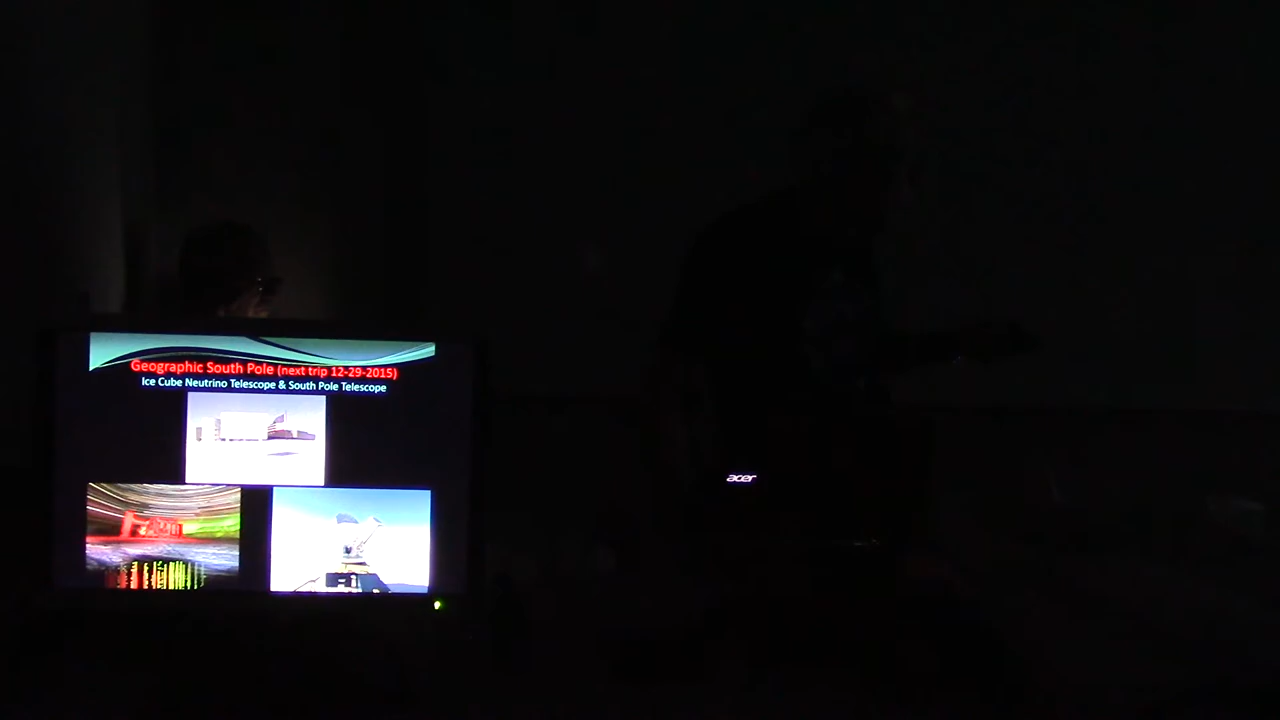 Geographic South Pole (next trip 12-29-2015)
Ice Cube Neutrino Telescope & South Pole Telescope
acer